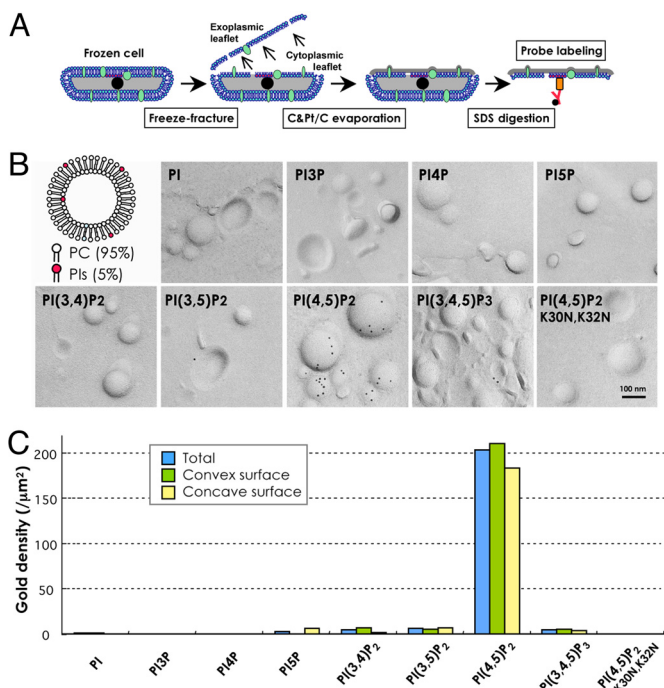 A
Frozen cell
Exoplasmic
leaflet
Cytoplasmic
leaflet
Probe labeling
Freeze-fracture
C&Pt/C evaporation
SDS digestion
B
PC (95%)
PIs (5%)
PI
PI3P
PI4P
PI5P
PI(3,4)P2
PI(3,5)P2
PI(4,5)P2
PI(3,4,5)P3
PI(4,5)P2
K30N,K32N
100 nm
C
Gold density (/μm²)
200
150
100
50
0
Total
Convex surface
Concave surface
PI
PI3P
PI4P
PI5P
PI(3,4)P₂
PI(3,5)P₂
PI(4,5)P₂
PI(3,4,5)P₃
PI(4,5)P₂
K30N,K32N